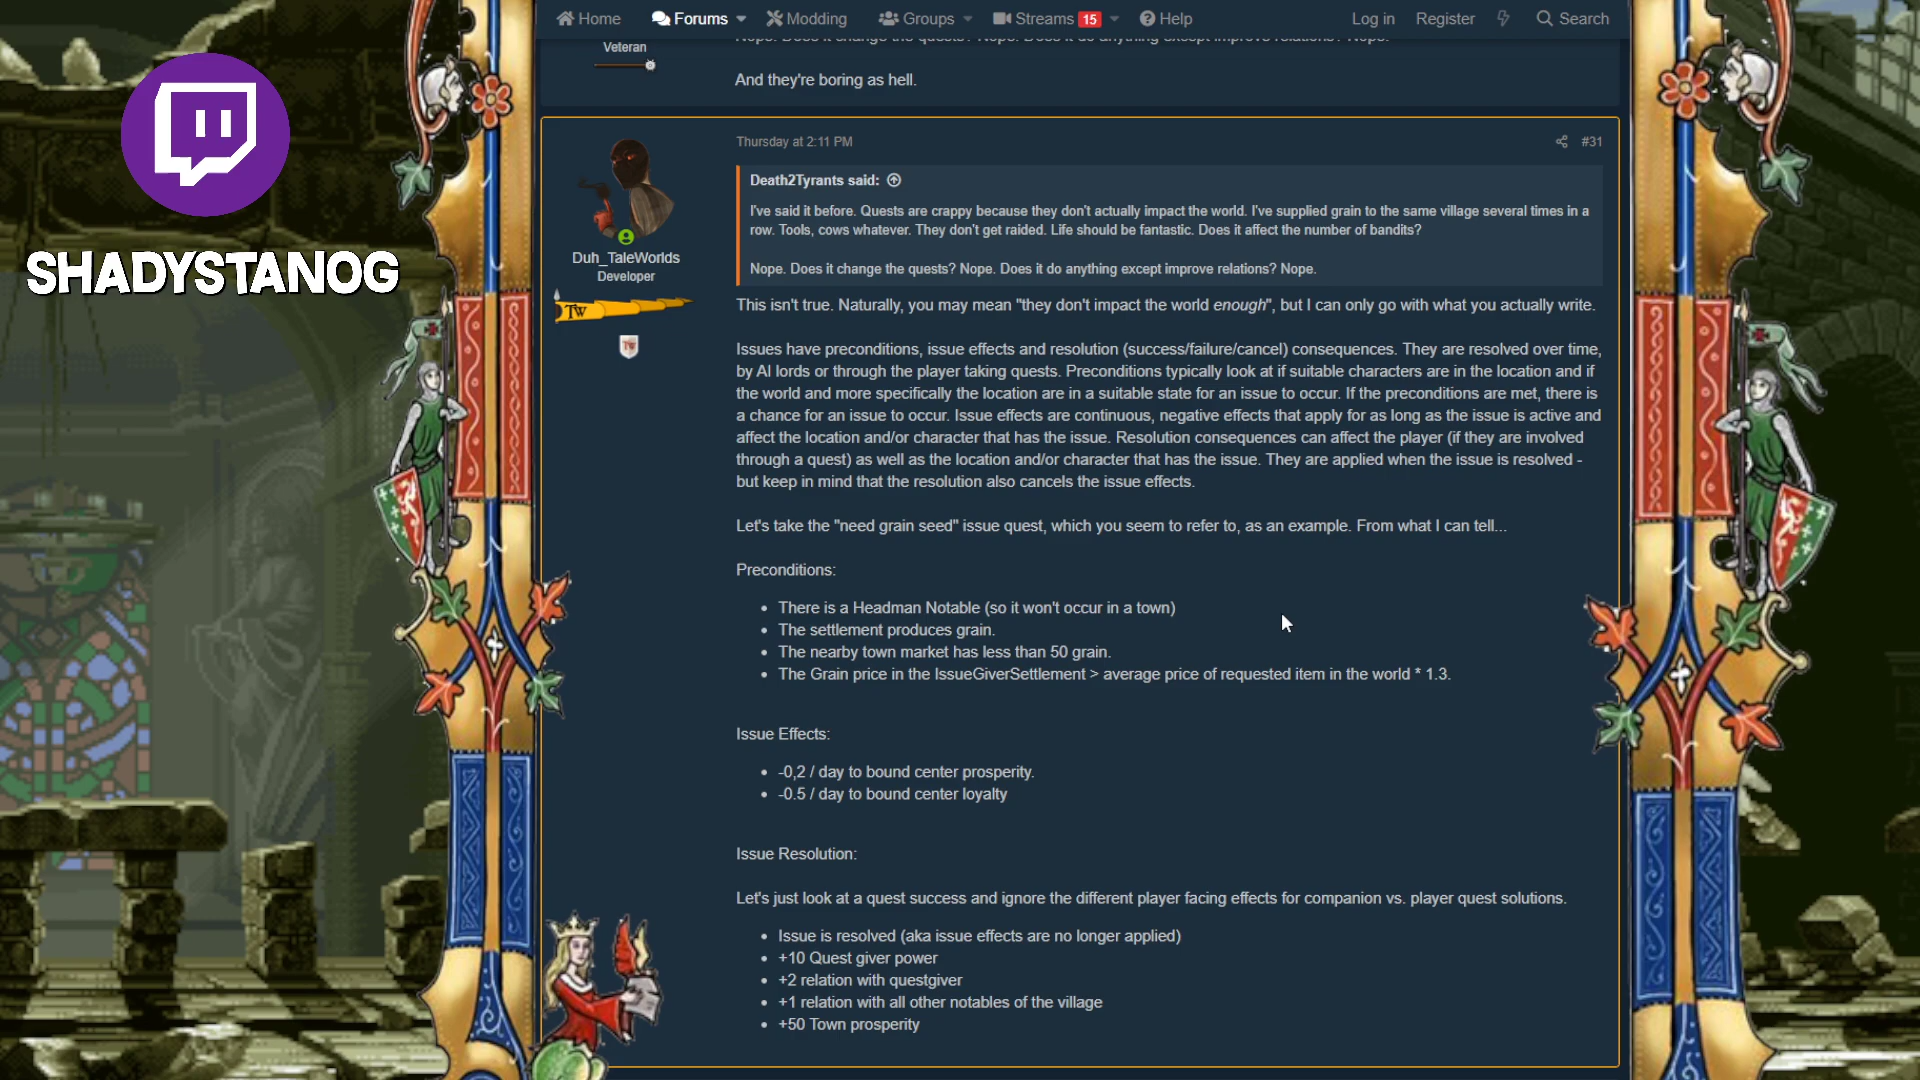 Home
Forums
Modding
Groups
Streams 15
Help
Log in
Register
Search
Nope. Does it change the quests? Nope. Does it do anything except improve relations? Nope.
Veteran
And they're boring as hell.
SHADYSTANOG
Thursday at 2:11 PM
#31
Death2Tyrants said:
I've said it before. Quests are crappy because they don't actually impact the world. I've supplied grain to the same village several times in a
row. Tools, cows whatever. They don't get raided. Life should be fantastic. Does it affect the number of bandits?
Nope. Does it change the quests? Nope. Does it do anything except improve relations? Nope.
Duh_TaleWorlds
Developer
TW
TW
This isn't true. Naturally, you may mean "they don't impact the world enough", but I can only go with what you actually write.
Issues have preconditions, issue effects and resolution (success/failure/cancel) consequences. They are resolved over time,
by AI lords or through the player taking quests. Preconditions typically look at if suitable characters are in the location and if
the world and more specifically the location are in a suitable state for an issue to occur. If the preconditions are met, there is
a chance for an issue to occur. Issue effects are continuous, negative effects that apply for as long as the issue is active and
affect the location and/or character that has the issue. Resolution consequences can affect the player (if they are involved
through a quest) as well as the location and/or character that has the issue. They are applied when the issue is resolved -
but keep in mind that the resolution also cancels the issue effects.
Let's take the "need grain seed" issue quest, which you seem to refer to, as an example. From what I can tell...
Preconditions:
• There is a Headman Notable (so it won't occur in a town)
• The settlement produces grain.
• The nearby town market has less than 50 grain.
• The Grain price in the IssueGiverSettlement > average price of requested item in the world * 1.3.
Issue Effects:
• -0,2 / day to bound center prosperity.
• -0.5 / day to bound center loyalty
Issue Resolution:
Let's just look at a quest success and ignore the different player facing effects for companion vs. player quest solutions.
• Issue is resolved (aka issue effects are no longer applied)
• +10 Quest giver power
• +2 relation with questgiver
• +1 relation with all other notables of the village
• +50 Town prosperity